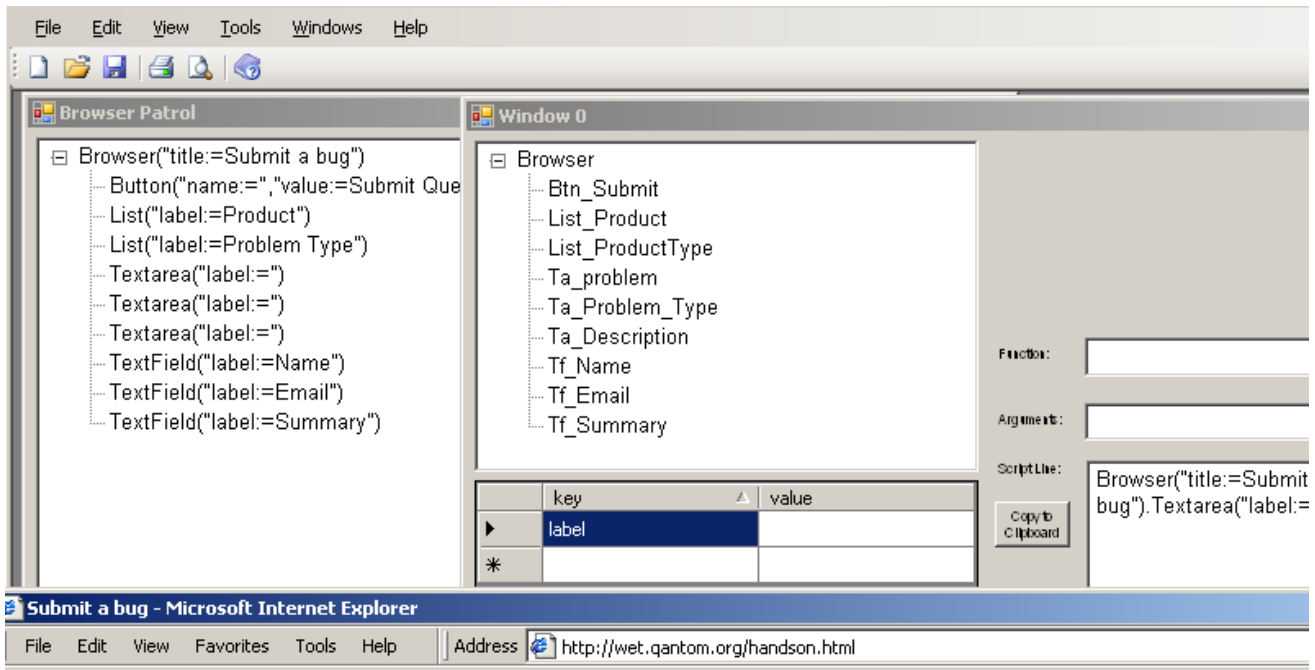 File Edit View Tools Windows Help
Browser Patrol
Browser("title:=Submit a bug")
Button("name:=","value:=Submit Que
List("label:=Product")
List("label:=Problem Type")
Textarea("label:=")
Textarea("label:=")
Textarea("label:=")
TextField("label:=Name")
TextField("label:=Email")
TextField("label:=Summary")
Window 0
Browser
Btn_Submit
List_Product
List_ProductType
Ta_problem
Ta_Problem_Type
Ta_Description
Tf_Name
Tf_Email
Tf_Summary
key value
label
Function:
Arguments:
Script Line:
Browser("title:=Submit
bug").Textarea("label:=
Copy to
Clipboard
Submit a bug - Microsoft Internet Explorer
File Edit View Favorites Tools Help Address http://wet.qantom.org/handson.html